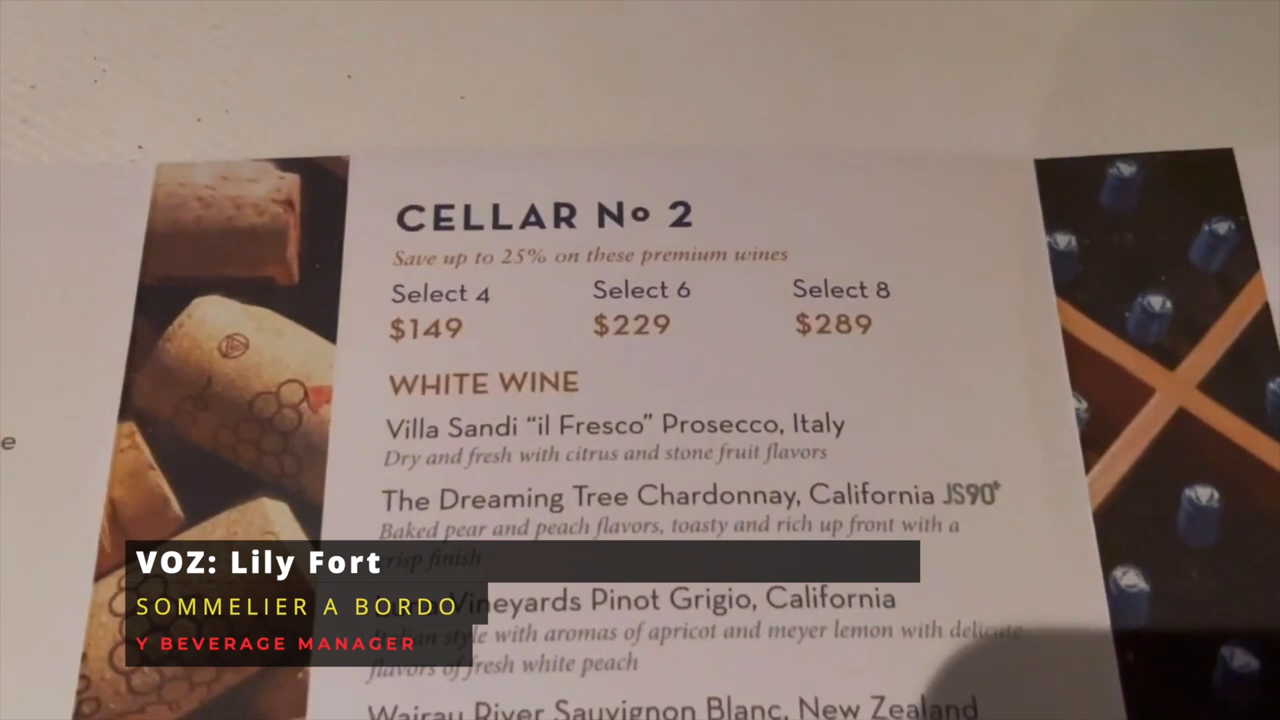 CELLAR No 2
Save up to 25% on these premium wines
Select 4 Select 6 Select 8
$149 $229 $289
WHITE WINE
Villa Sandi “il Fresco” Prosecco, Italy
Dry and fresh with citrus and stone fruit flavors
The Dreaming Tree Chardonnay, California JS90+
Baked pear and peach flavors, toasty and rich up front with a
crisp finish
Vineyards Pinot Grigio, California
Italian style with aromas of apricot and meyer lemon with delicate
flavors of fresh white peach
Wairau River Sauvignon Blanc, New Zealand
e
VOZ: Lily Fort
SOMMELIER A BORDO
Y BEVERAGE MANAGER